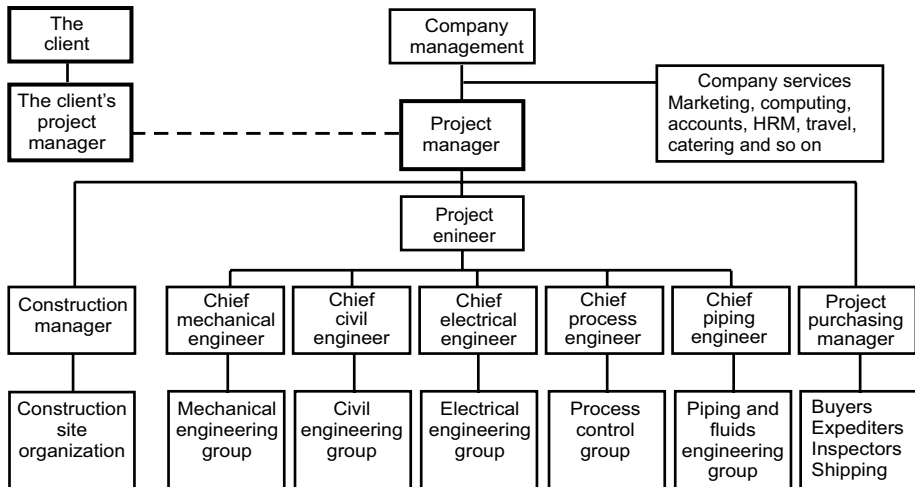 The
client
Company
management
The client's
project
manager
Project
manager
Company services
Marketing, computing,
accounts, HRM, travel,
catering and so on
Project
enineer
Construction
manager
Chief
mechanical
engineer
Chief
civil
engineer
Chief
electrical
engineer
Chief
process
engineer
Chief
piping
engineer
Project
purchasing
manager
Construction
site
organization
Mechanical
engineering
group
Civil
engineering
group
Electrical
engineering
group
Process
control
group
Piping and
fluids
engineering
group
Buyers
Expediters
Inspectors
Shipping